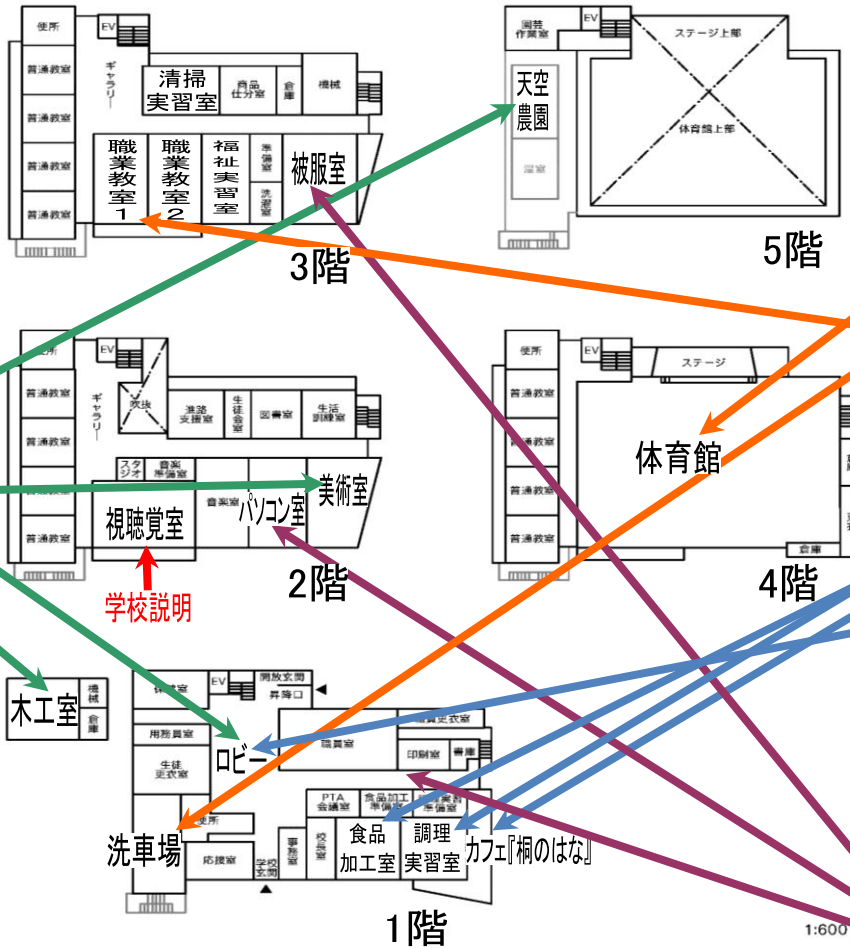 便所
EV
普通教室
ギャラリー
清掃
実習室
商品
仕分室
倉庫
機械
普通教室
普通教室
普通教室
職業教室1
職業教室2
福祉実習室
準備室
洗濯室
被服室
3階
園芸
作業室
EV
ステージ上部
天空
農園
体育館上部
温室
5階
便所
EV
普通教室
ギャラリー
吹抜
進路
支援室
生徒会室
図書室
生活
訓練室
普通教室
普通教室
普通教室
スタジオ
音楽
準備室
視聴覚室
音楽室
パソコン室
美術室
学校説明
2階
便所
EV
ステージ
普通教室
普通教室
普通教室
普通教室
体育館
倉庫
4階
木工室
機械
倉庫
保健室
EV
開放玄関
昇降口
用務員室
生徒
更衣室
ロビー
職員室
職員更衣室
印刷室
書庫
便所
洗車場
応接室
学校
玄関
事務室
校長室
PTA
会議室
食品加工
準備室
準備室
食品
加工室
調理
実習室
カフェ『桐のはな』
1階
1:600